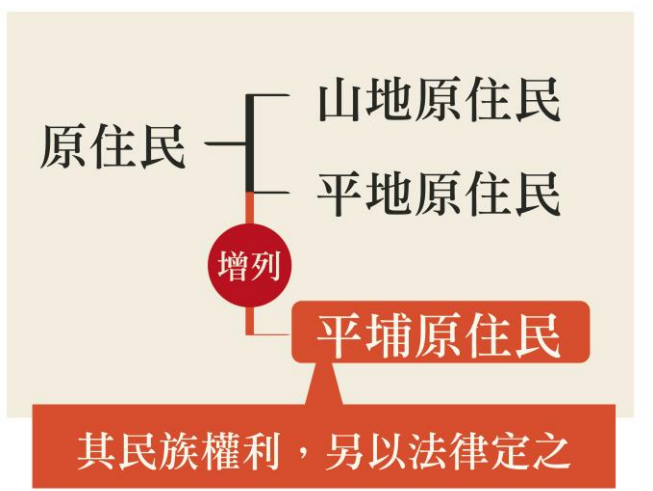 原住民
山地原住民
平地原住民
增列
平埔原住民
其民族權利，另以法律定之